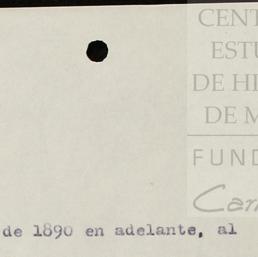 CENT
ESTU
DE HI
DE M
FUND
Car
de 1890 en adelante, al